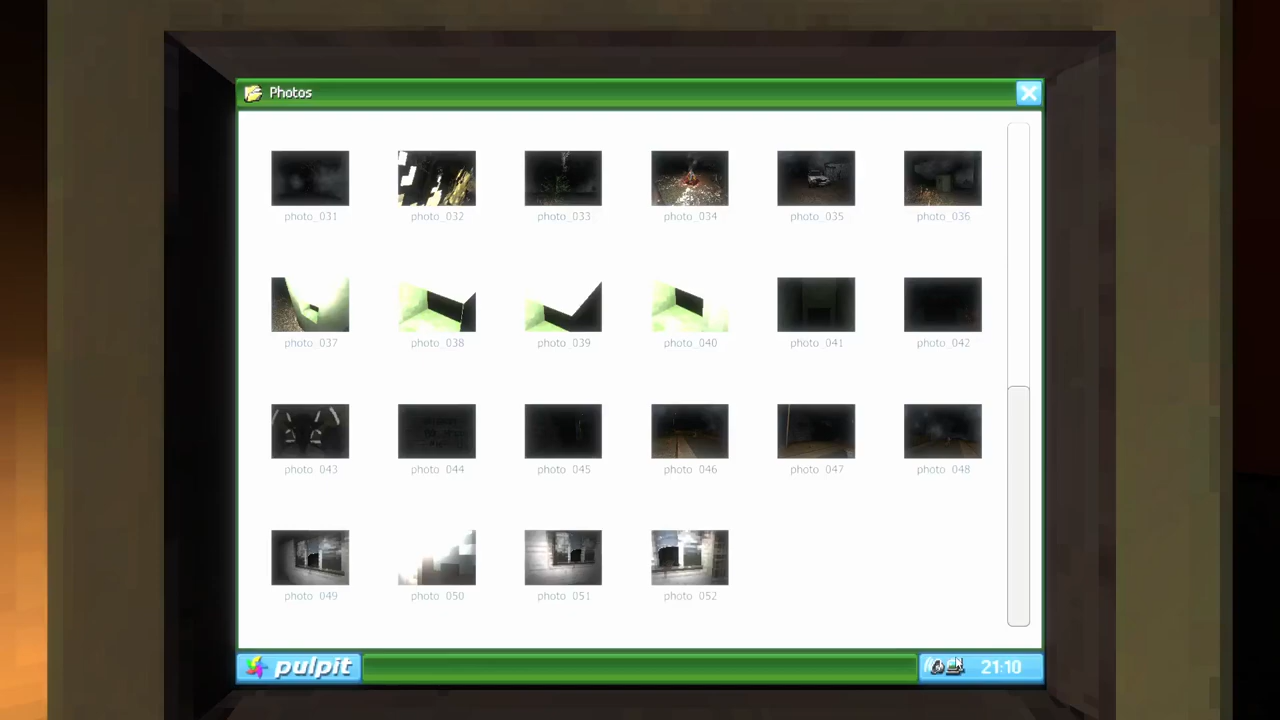 Photos
photo_031 photo_032 photo_033 photo_034 photo_035 photo_036
photo_037 photo_038 photo_039 photo_040 photo_041 photo_042
photo_043 photo_044 photo_045 photo_046 photo_047 photo_048
photo_049 photo_050 photo_051 photo_052
pulpit 21:10